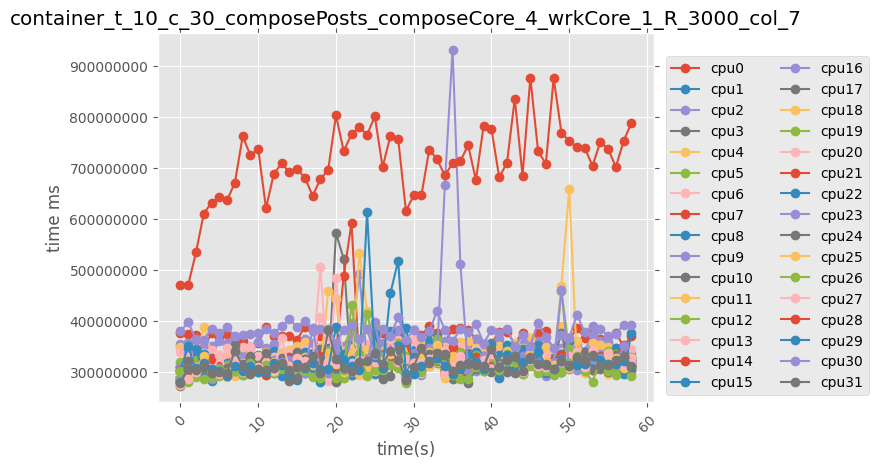 container_t_10_c_30_composePosts_composeCore_4_wrkCore_1_R_3000_col_7
900000000
800000000
700000000
600000000
500000000
400000000
300000000
time ms
0
10
20
30
40
50
60
time(s)
cpu0
cpu1
cpu2
cpu3
cpu4
cpu5
cpu6
cpu7
cpu8
cpu9
cpu10
cpu11
cpu12
cpu13
cpu14
cpu15
cpu16
cpu17
cpu18
cpu19
cpu20
cpu21
cpu22
cpu23
cpu24
cpu25
cpu26
cpu27
cpu28
cpu29
cpu30
cpu31